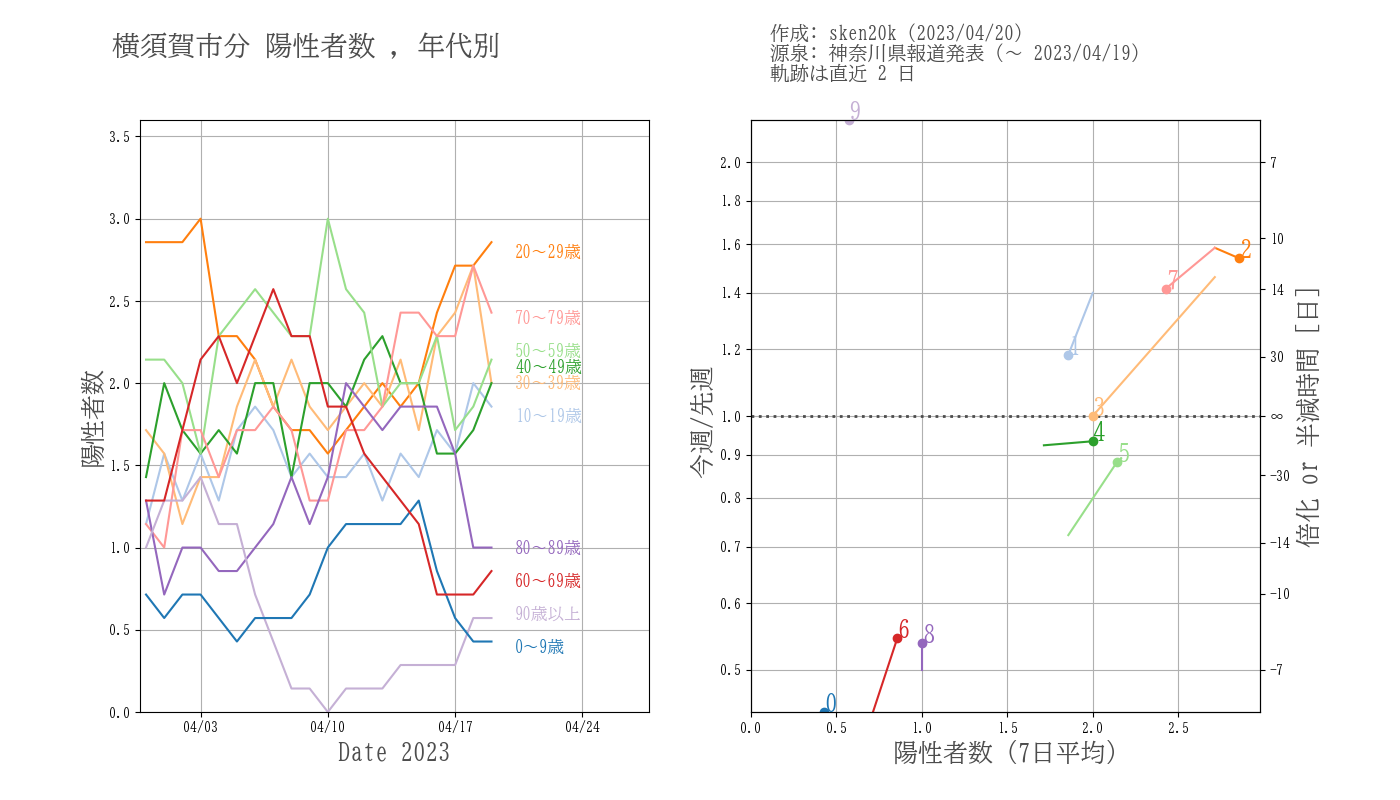 横須賀市分 陽性者数 , 年代別
作成: sken20k (2023/04/20)
源泉: 神奈川県報道発表 (～ 2023/04/19)
軌跡は直近 2 日
陽性者数
3.5
3.0
2.5
2.0
1.5
1.0
0.5
0.0
20～29歳
70～79歳
50～59歳
40～49歳
30～39歳
10～19歳
80～89歳
60～69歳
90歳以上
0～9歳
04/03
04/10
04/17
04/24
Date 2023
今週/先週
2.0
1.8
1.6
1.4
1.2
1.0
0.9
0.8
0.7
0.6
0.5
9
2
7
1
3
4
5
6
8
0
0.0
0.5
1.0
1.5
2.0
2.5
陽性者数 (7日平均)
7
10
14
30
∞
−30
−14
−10
−7
倍化 or 半減時間 [日]